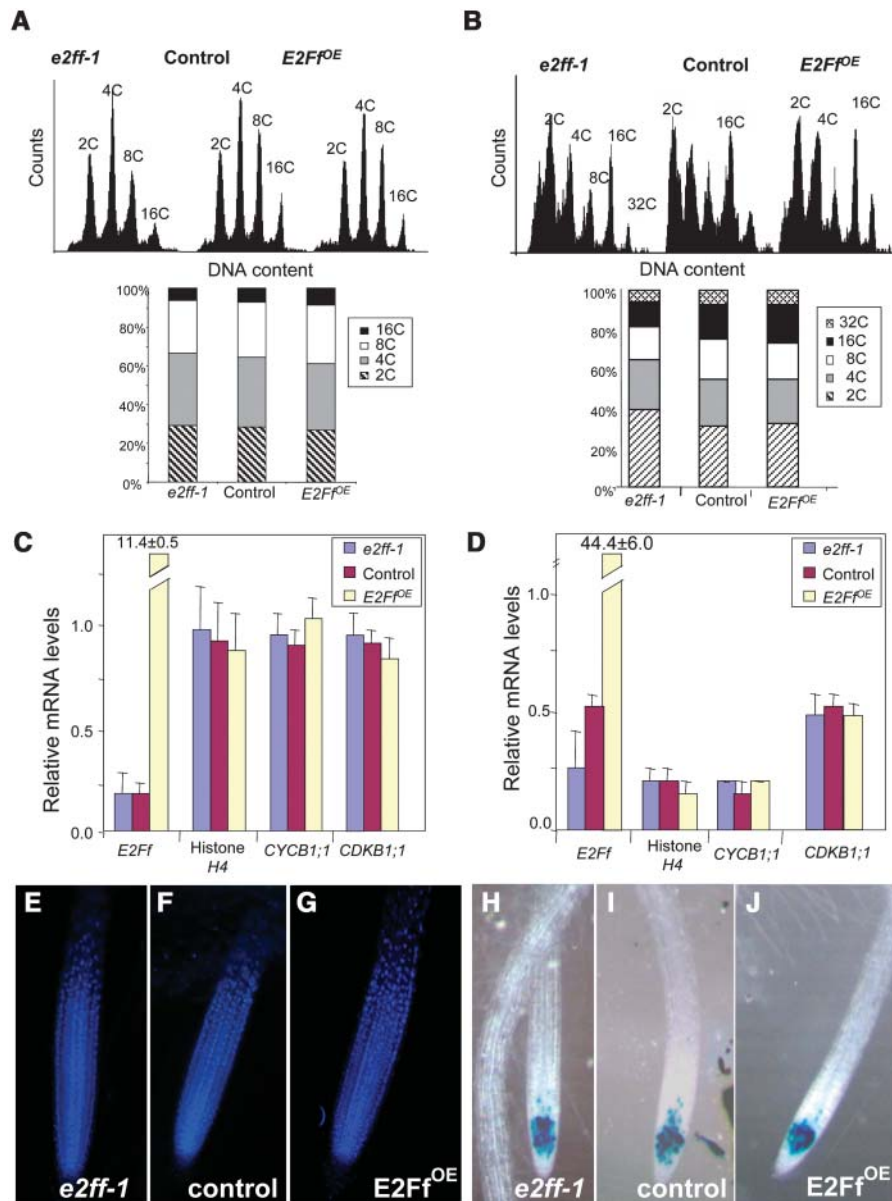 A
e2ff-1 Control E2Ff^OE
4C 4C 4C
2C 8C 2C 8C 2C 8C
16C 16C 16C
Counts
DNA content
100%
80%
60%
40%
20%
0%
e2ff-1 Control E2Ff^OE
16C
8C
4C
2C
B
e2ff-1 Control E2Ff^OE
2C 4C 8C 16C 32C
2C 16C
2C 4C 16C
Counts
DNA content
100%
80%
60%
40%
20%
0%
e2ff-1 Control E2Ff^OE
32C
16C
8C
4C
2C
C
11.4±0.5
e2ff-1
Control
E2Ff^OE
Relative mRNA levels
1.0
0.5
0.0
E2Ff Histone H4 CYCB1;1 CDKB1;1
D
44.4±6.0
e2ff-1
Control
E2Ff^OE
Relative mRNA levels
1.0
0.5
0.0
E2Ff Histone H4 CYCB1;1 CDKB1;1
E
e2ff-1
F
control
G
E2Ff^OE
H
e2ff-1
I
control
J
E2Ff^OE